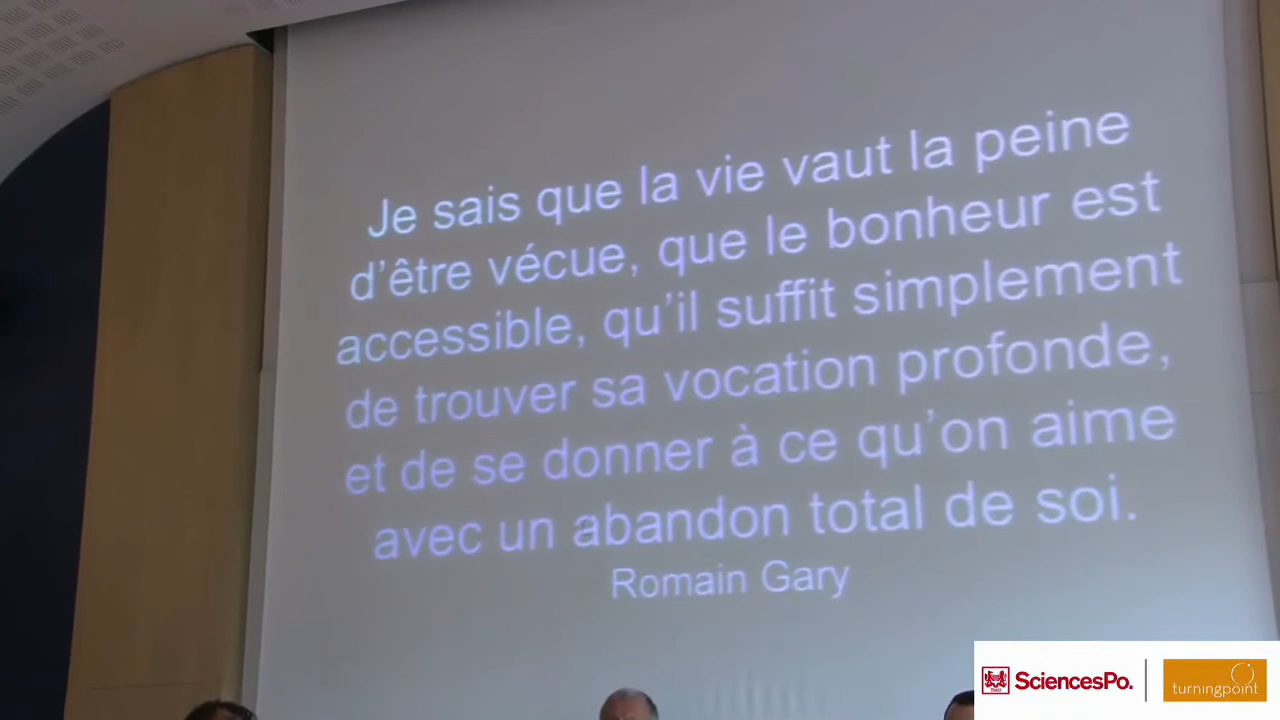 Je sais que la vie vaut la peine
d'être vécue, que le bonheur est
accessible, qu'il suffit simplement
de trouver sa vocation profonde,
et de se donner à ce qu'on aime
avec un abandon total de soi.
Romain Gary
SciencesPo.
turningpoint